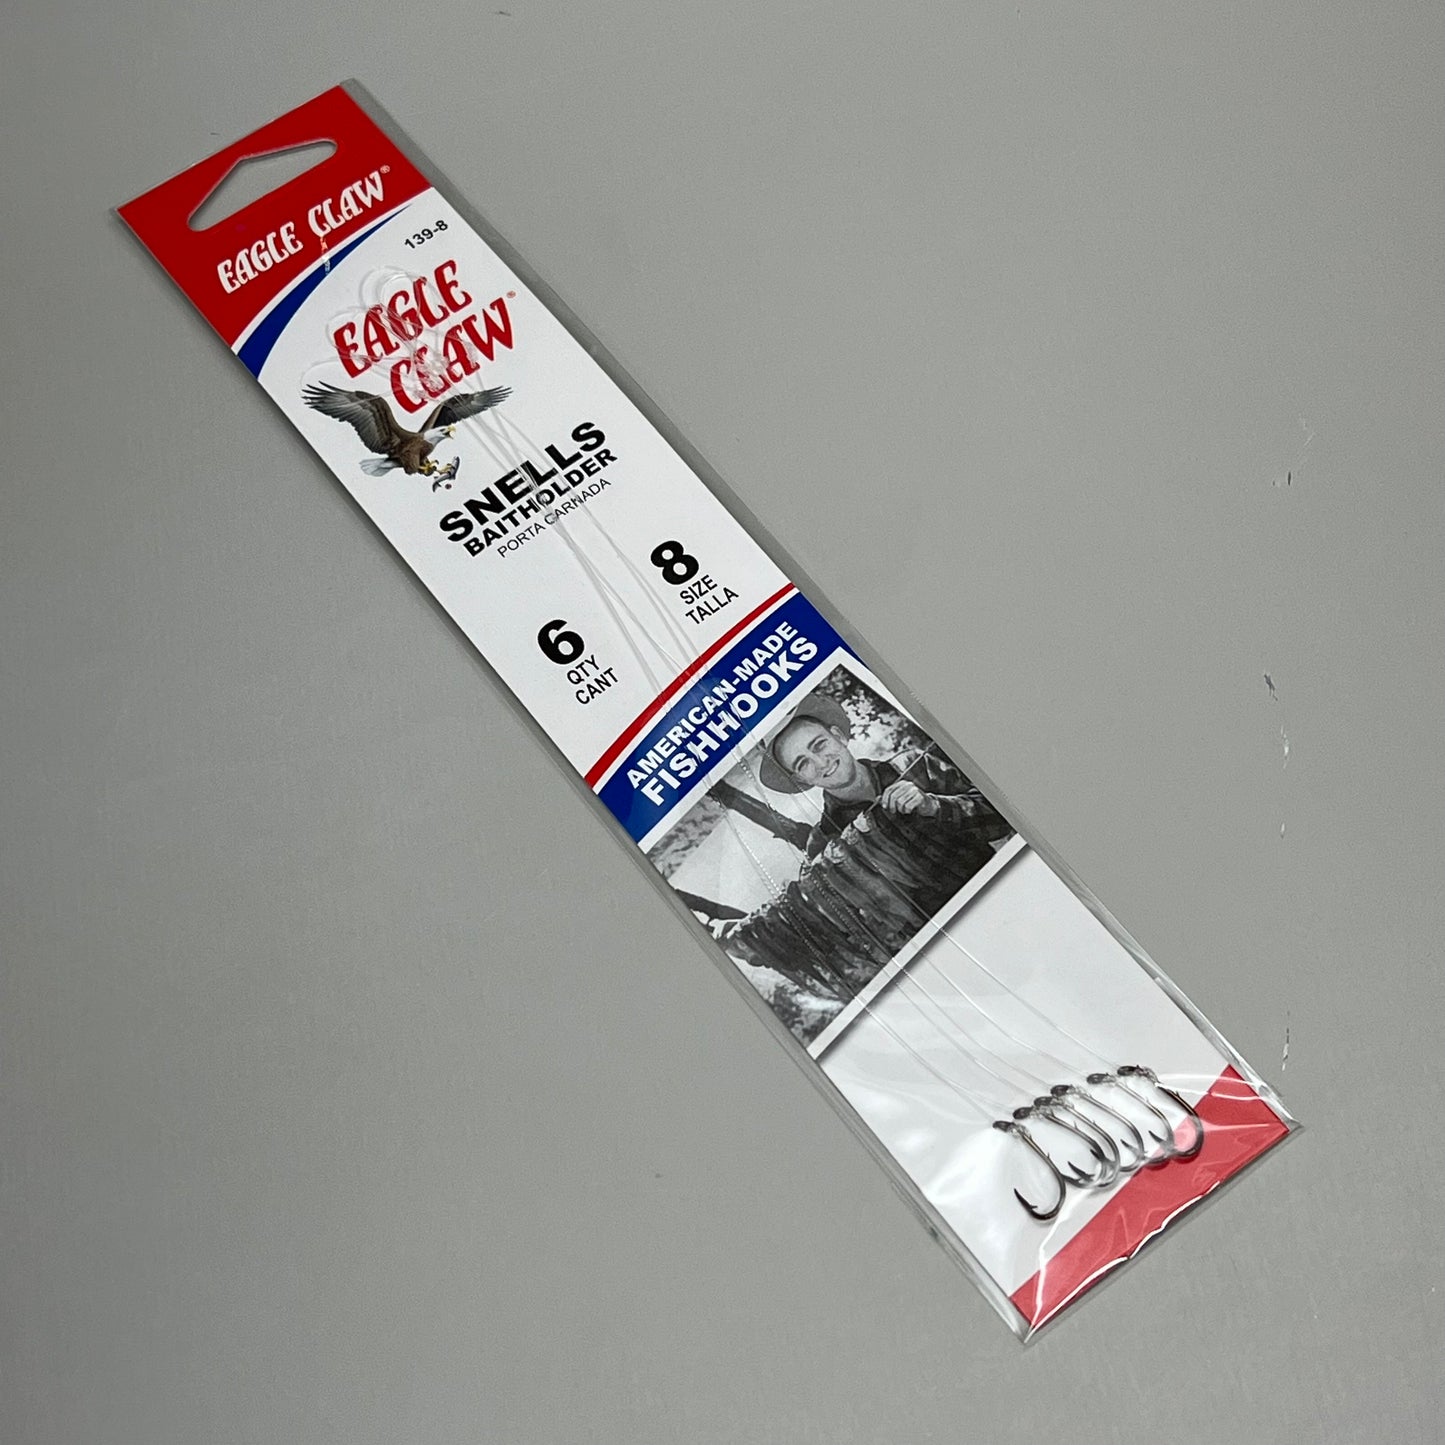 EAGLE CLAW®
139-8
EAGLE
CLAW®
SNELLS
BAITHOLDER
PORTA CARNADA
6
QTY
CANT
8
SIZE
TALLA
AMERICAN-MADE
FISHHOOKS